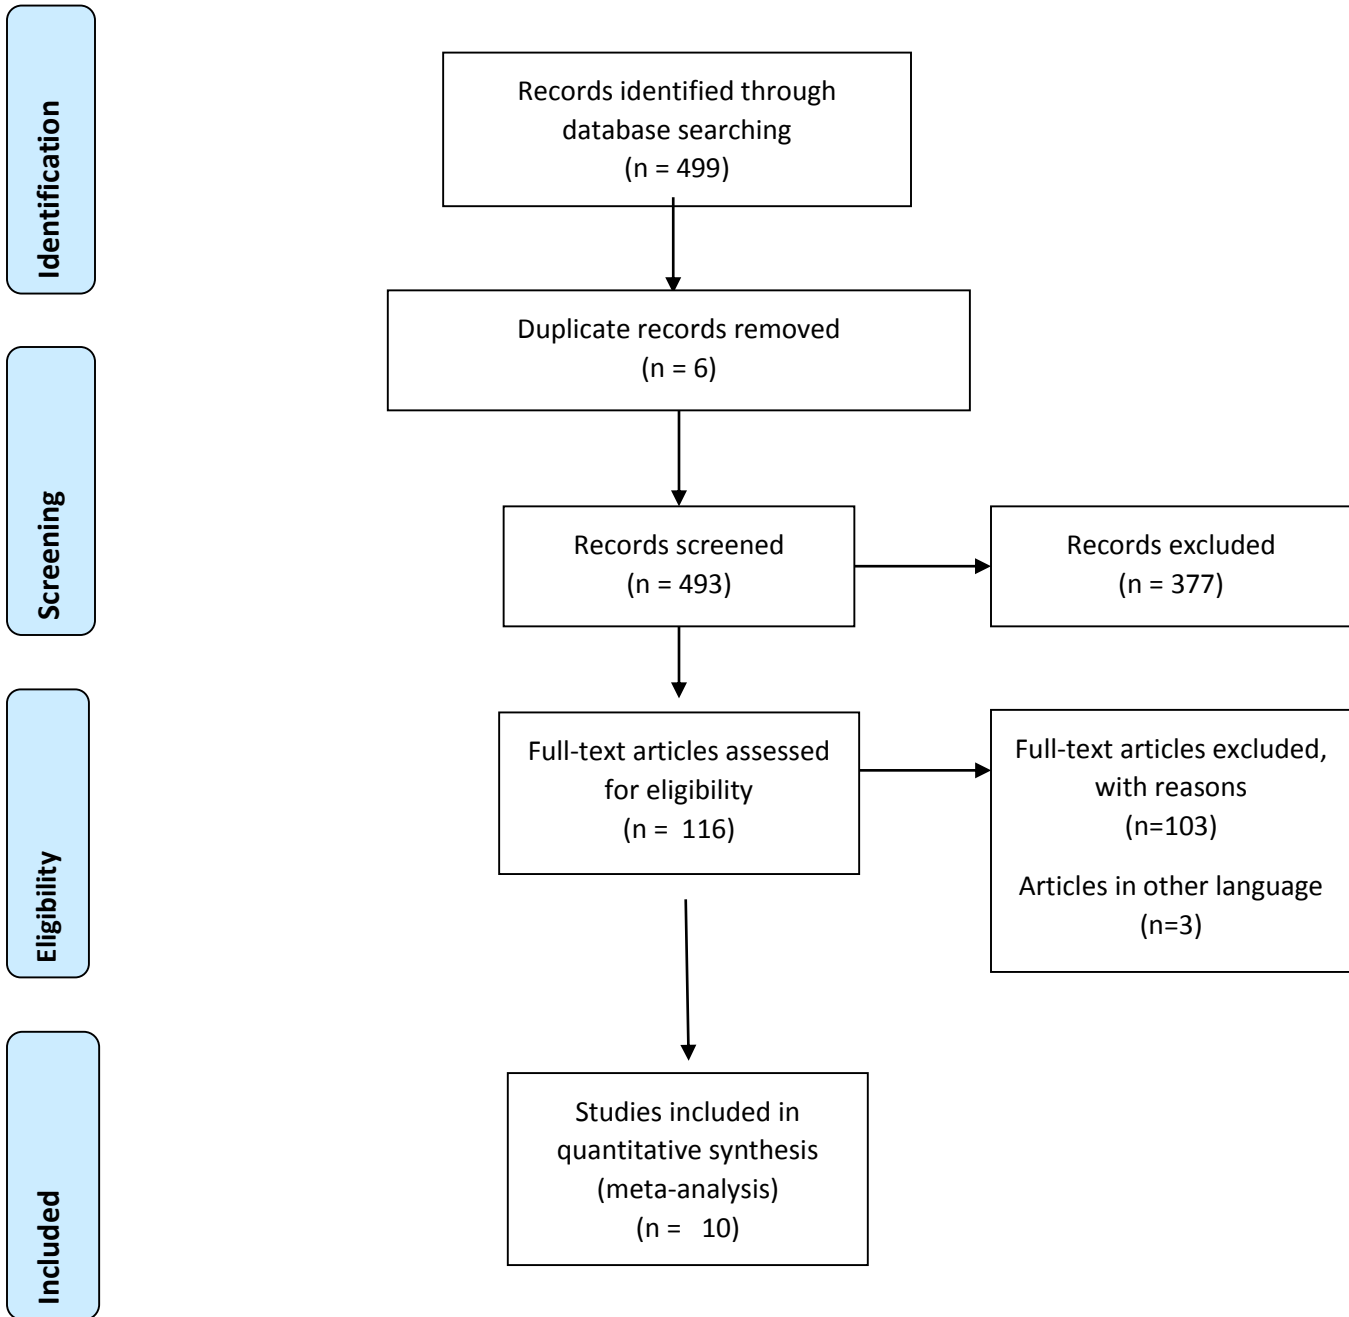 Identification
Records identified through
database searching
(n = 499)
Duplicate records removed
(n = 6)
Screening
Records screened
(n = 493)
Records excluded
(n = 377)
Eligibility
Full-text articles assessed
for eligibility
(n =  116)
Full-text articles excluded,
with reasons
(n=103)
Articles in other language
(n=3)
Included
Studies included in
quantitative synthesis
(meta-analysis)
(n =   10)